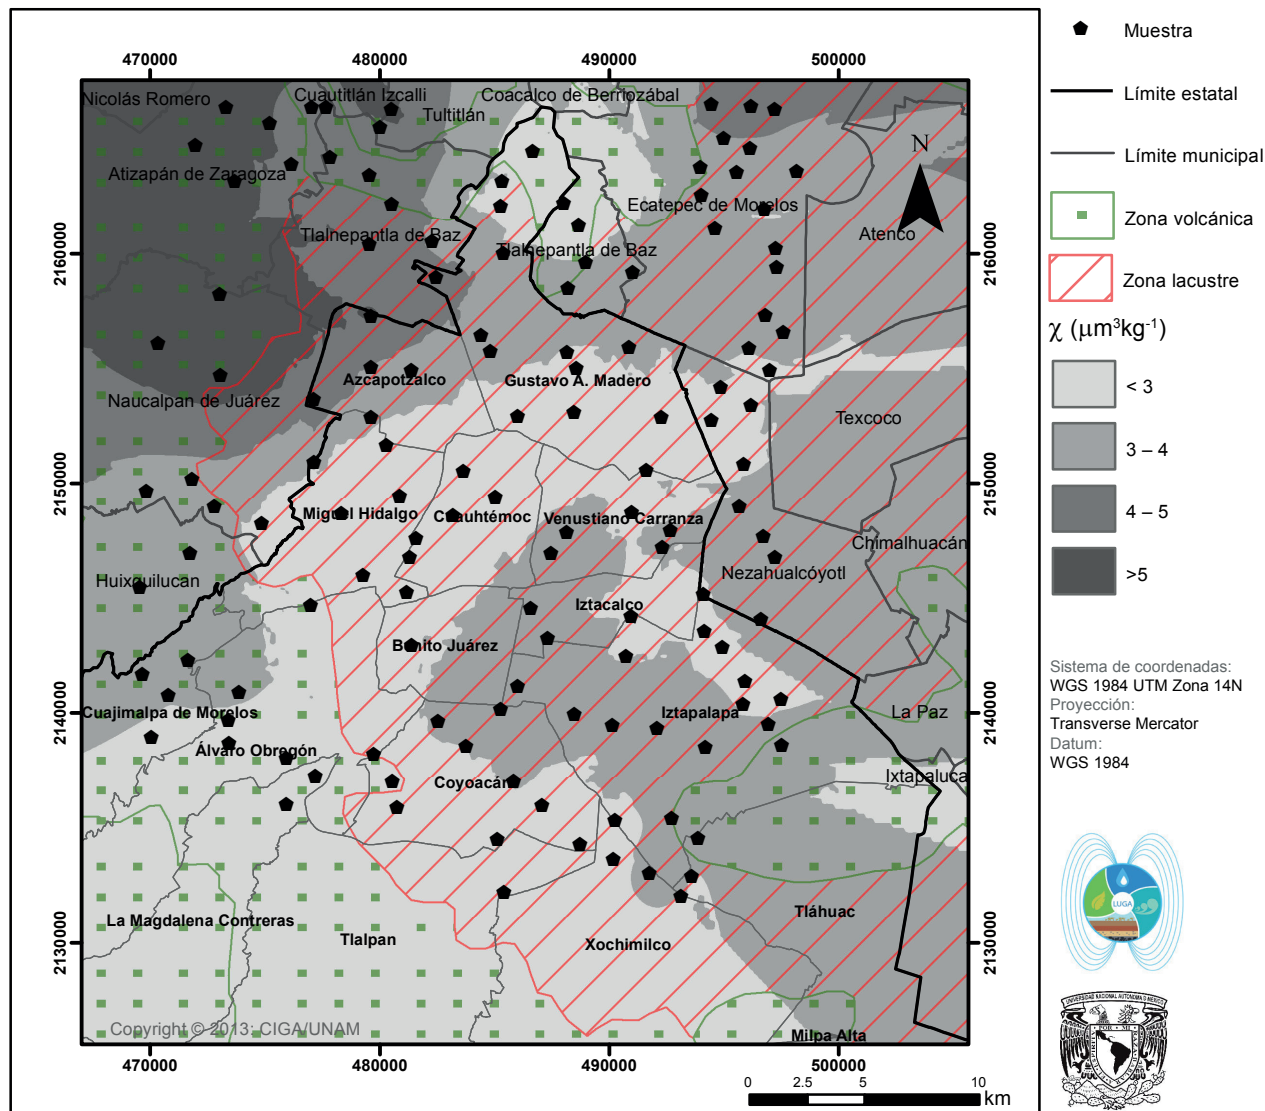 470000 480000 490000 500000
Nicolás Romero
Cuautitlán Izcalli
Coacalco de Berriozábal
Tultitlán
N
Atizapán de Zaragoza
Ecatepec de Morelos
Tlalnepantla de Baz
Atenco
Tlalnepantla de Baz
2160000 2160000
Azcapotzalco
Gustavo A. Madero
Naucalpan de Juárez
Texcoco
2150000 2150000
Miguel Hidalgo
Cuauhtémoc
Venustiano Carranza
Chimalhuacán
Huixquilucan
Nezahualcóyotl
Iztacalco
Benito Juárez
Cuajimalpa de Morelos
Iztapalapa
La Paz
2140000 2140000
Álvaro Obregón
Coyoacán
Ixtapaluca
La Magdalena Contreras
Tláhuac
Tlalpan
Xochimilco
2130000 2130000
Copyright © 2013: CIGA/UNAM
Milpa Alta
470000 480000 490000 500000
0 2.5 5 10
km
Muestra
Límite estatal
Límite municipal
Zona volcánica
Zona lacustre
χ (μm³kg⁻¹)
< 3
3 – 4
4 – 5
>5
Sistema de coordenadas:
WGS 1984 UTM Zona 14N
Proyección:
Transverse Mercator
Datum:
WGS 1984
LUGA
UNIVERSIDAD NACIONAL AUTONOMA D MEXICO
POR MI